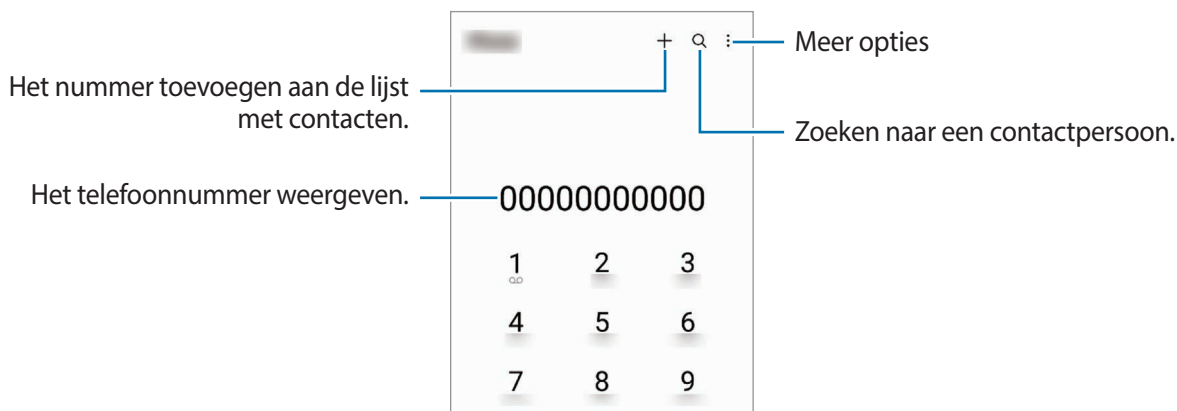 Meer opties
Het nummer toevoegen aan de lijst
met contacten.
Zoeken naar een contactpersoon.
Het telefoonnummer weergeven.
00000000000
1 2 3
4 5 6
7 8 9